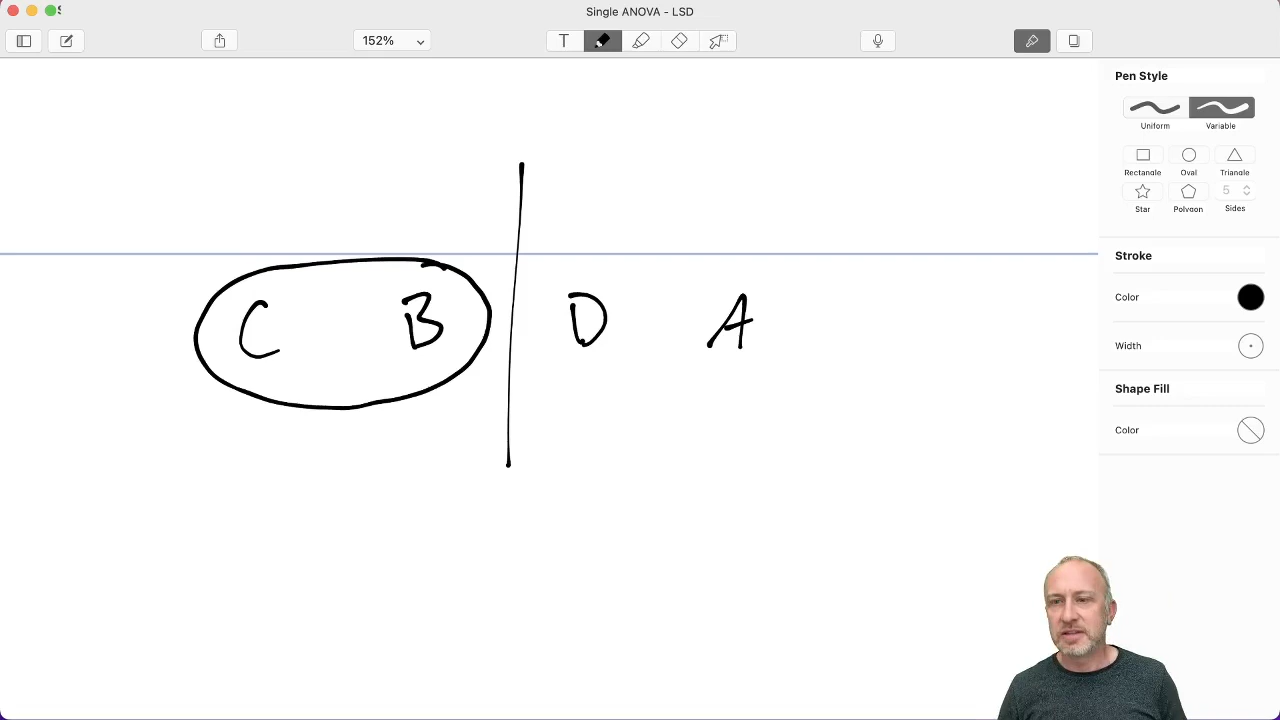 Single ANOVA - LSD
152%
T
Pen Style
Uniform Variable
Rectangle Oval Triangle
5
Star Polygon Sides
Stroke
Color
Width
Shape Fill
Color
C B D A